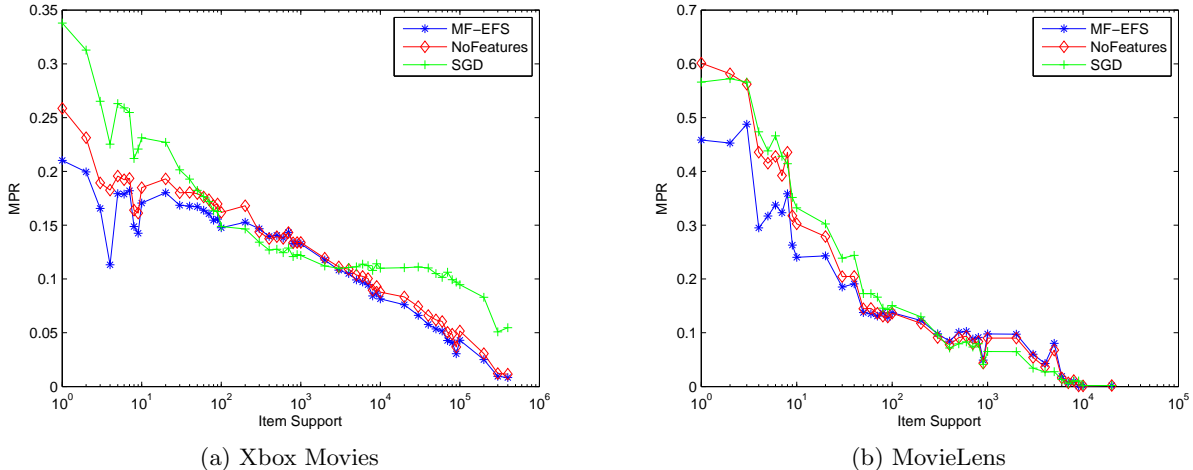 0.35
0.3
0.25
0.2
0.15
0.1
0.05
0
MPR
10^0 10^1 10^2 10^3 10^4 10^5 10^6
Item Support
MF−EFS
NoFeatures
SGD
(a) Xbox Movies
0.7
0.6
0.5
0.4
0.3
0.2
0.1
0
MPR
10^0 10^1 10^2 10^3 10^4 10^5
Item Support
MF−EFS
NoFeatures
SGD
(b) MovieLens